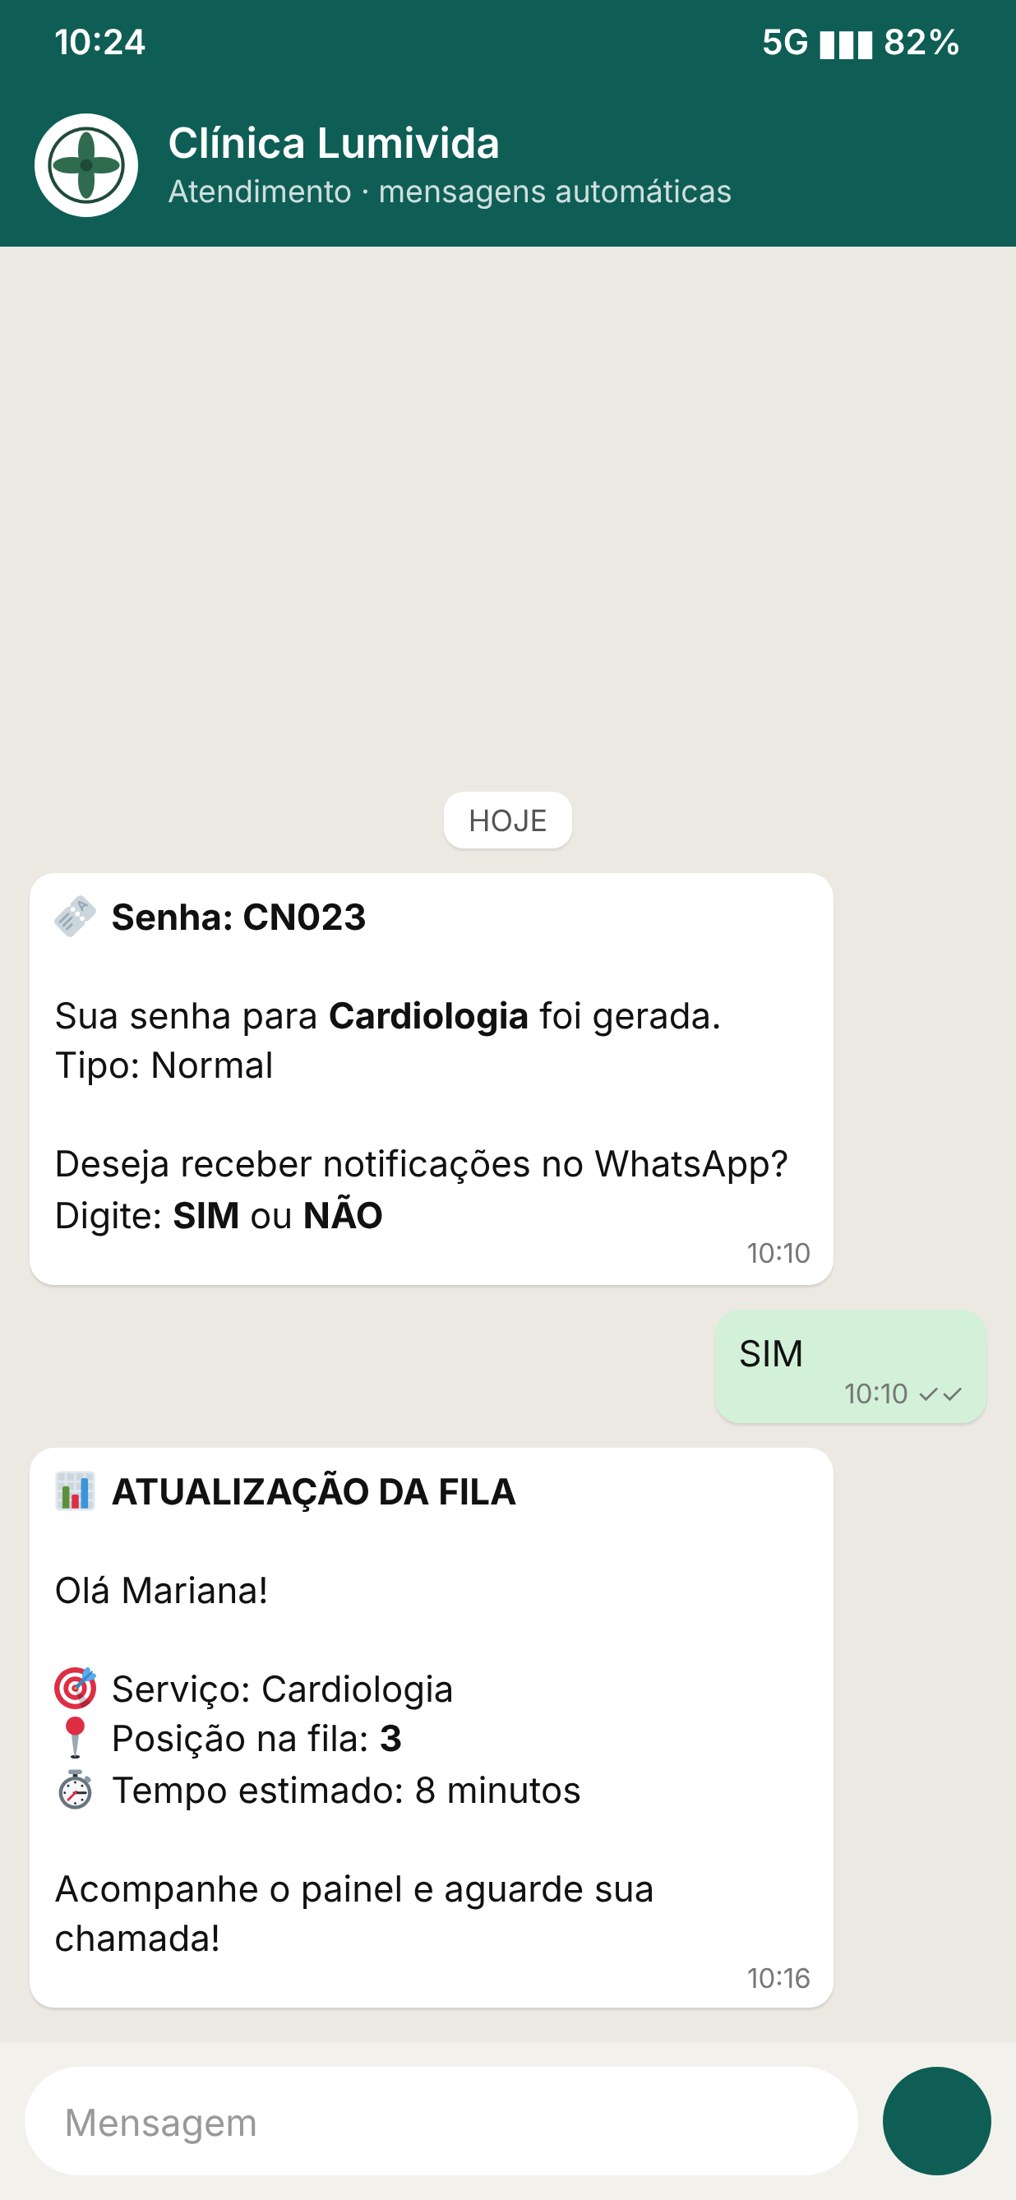 10:24
5G 82%
Clínica Lumivida
Atendimento · mensagens automáticas
HOJE
Senha: CN023
Sua senha para Cardiologia foi gerada.
Tipo: Normal
Deseja receber notificações no WhatsApp?
Digite: SIM ou NÃO
10:10
SIM
10:10
ATUALIZAÇÃO DA FILA
Olá Mariana!
Serviço: Cardiologia
Posição na fila: 3
Tempo estimado: 8 minutos
Acompanhe o painel e aguarde sua
chamada!
10:16
Mensagem